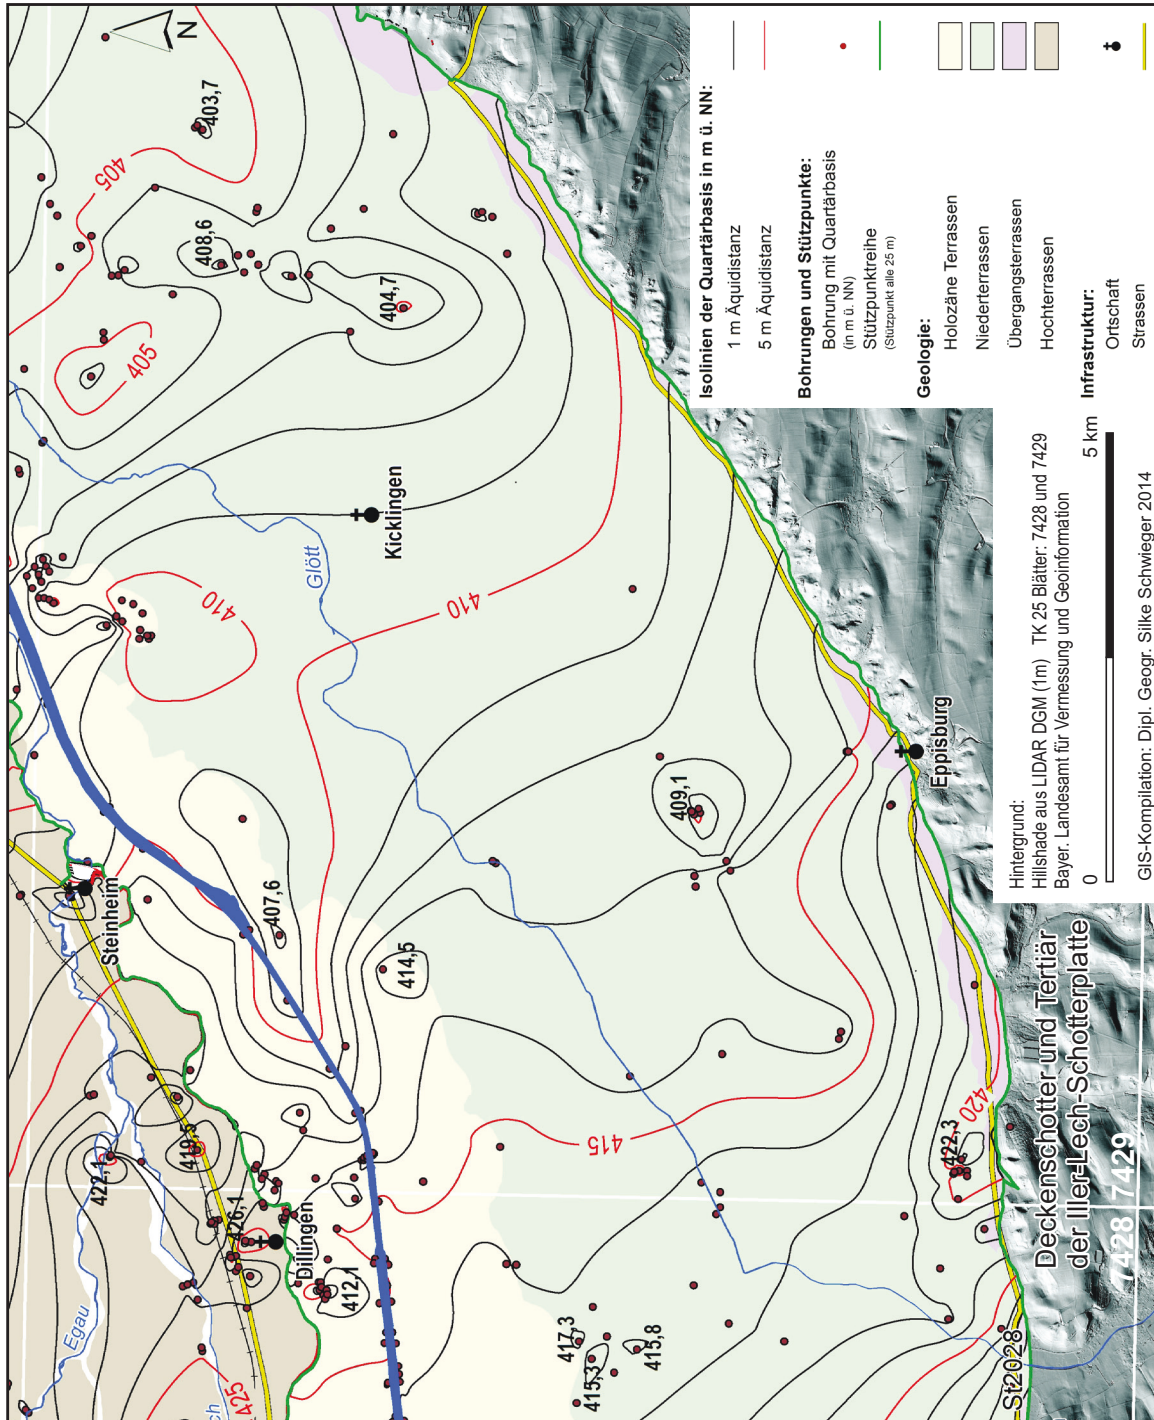 N
403,7
405
408,6
404,7
405
Kicklingen
Glött
410
410
409,1
Eppisburg
Steinheim
407,6
414,5
415
422,1
419,5
426,1
Dillingen
412,1
Egau
425
417,3
415,3
415,8
420
422,3
St2028
Deckenschotter und Tertiär
der Iller-Lech-Schotterplatte
7428 7429
Isolinien der Quartärbasis in m ü. NN:
1 m Äquidistanz
5 m Äquidistanz
Bohrungen und Stützpunkte:
Bohrung mit Quartärbasis
(in m ü. NN)
Stützpunktreihe
(Stützpunkt alle 25 m)
Geologie:
Holozäne Terrassen
Niederterrassen
Übergangsterrassen
Hochterrassen
Infrastruktur:
Ortschaft
Strassen
Hintergrund:
Hillshade aus LIDAR DGM (1m) TK 25 Blätter: 7428 und 7429
Bayer. Landesamt für Vermessung und Geoinformation
0 5 km
GIS-Kompilation: Dipl. Geogr. Silke Schwieger 2014